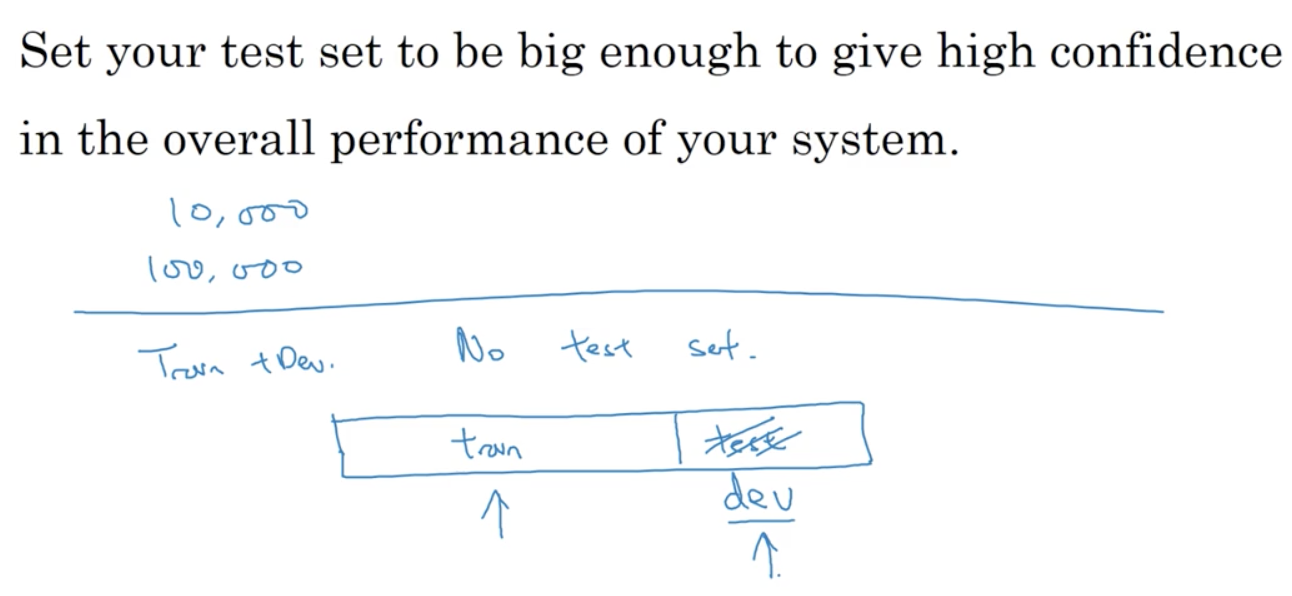 Set your test set to be big enough to give high confidence
in the overall performance of your system.
10,000
100,000
Train + Dev. No test set.
train test
dev